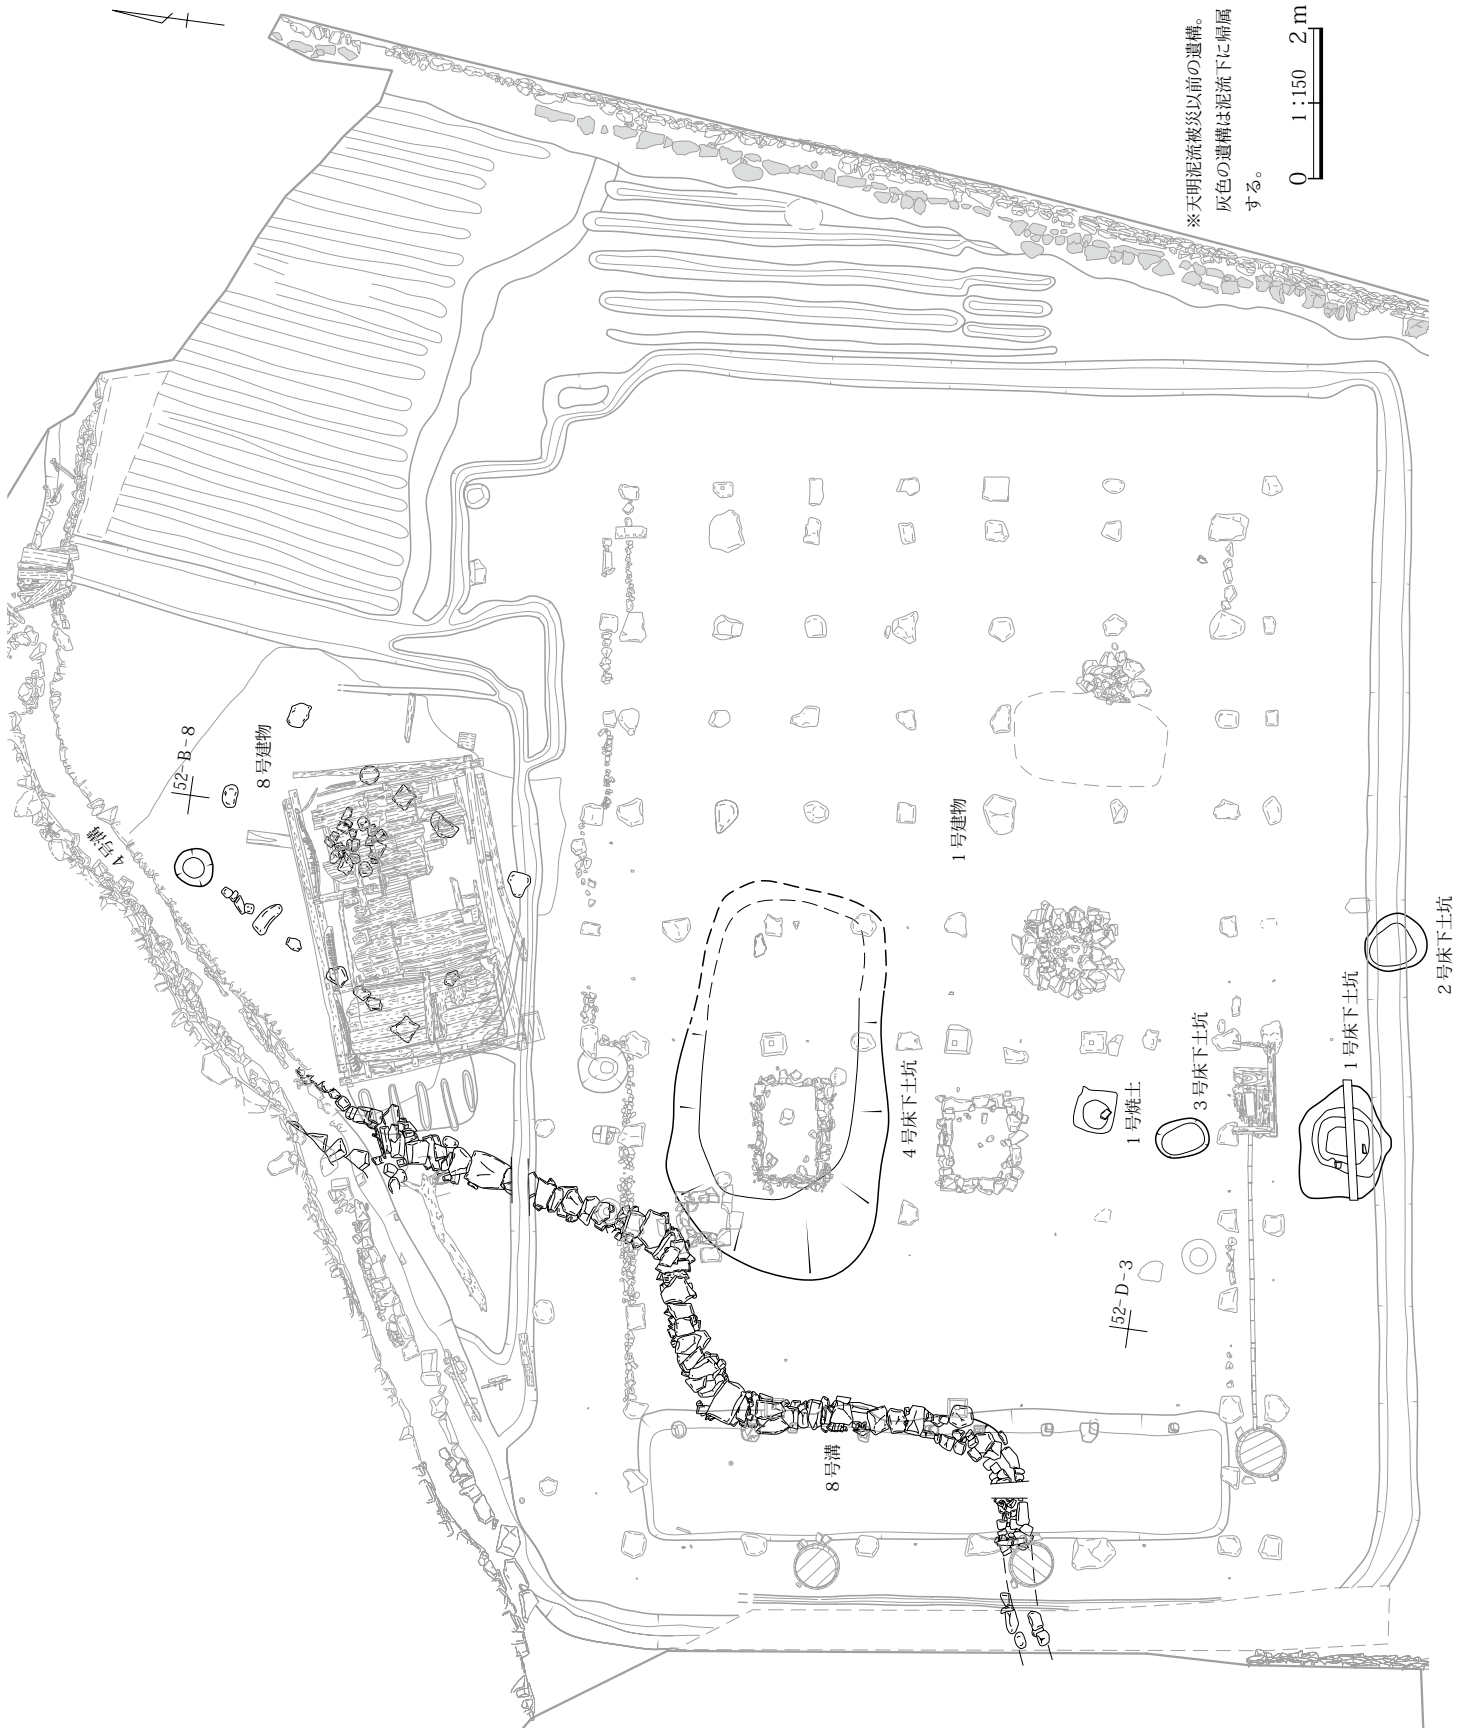 ※天明泥流被災以前の遺構。
灰色の遺構は泥流下に帰属
する。
0 1:150 2m
52-B-8
8号建物
4号溝
1号建物
4号床下土坑
1号焼土
3号床下土坑
1号床下土坑
2号床下土坑
52-D-3
8号溝